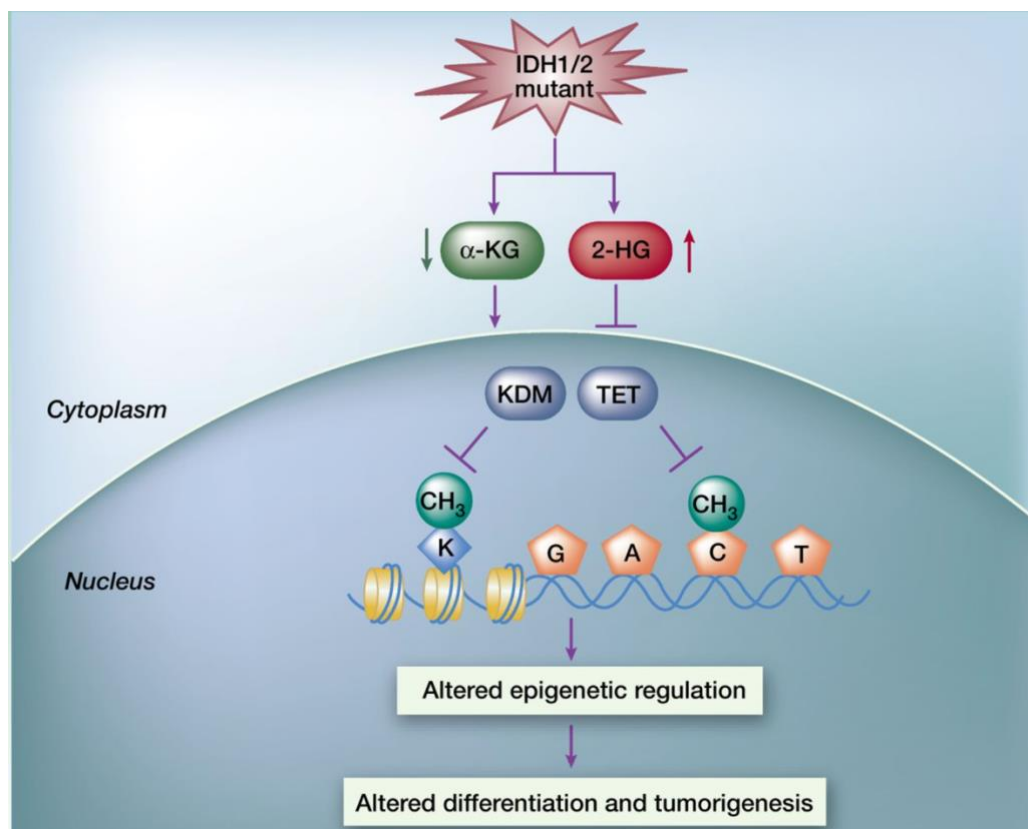 IDH1/2
mutant
α-KG
2-HG
Cytoplasm
KDM
TET
CH₃
CH₃
K
G
A
C
T
Nucleus
Altered epigenetic regulation
Altered differentiation and tumorigenesis